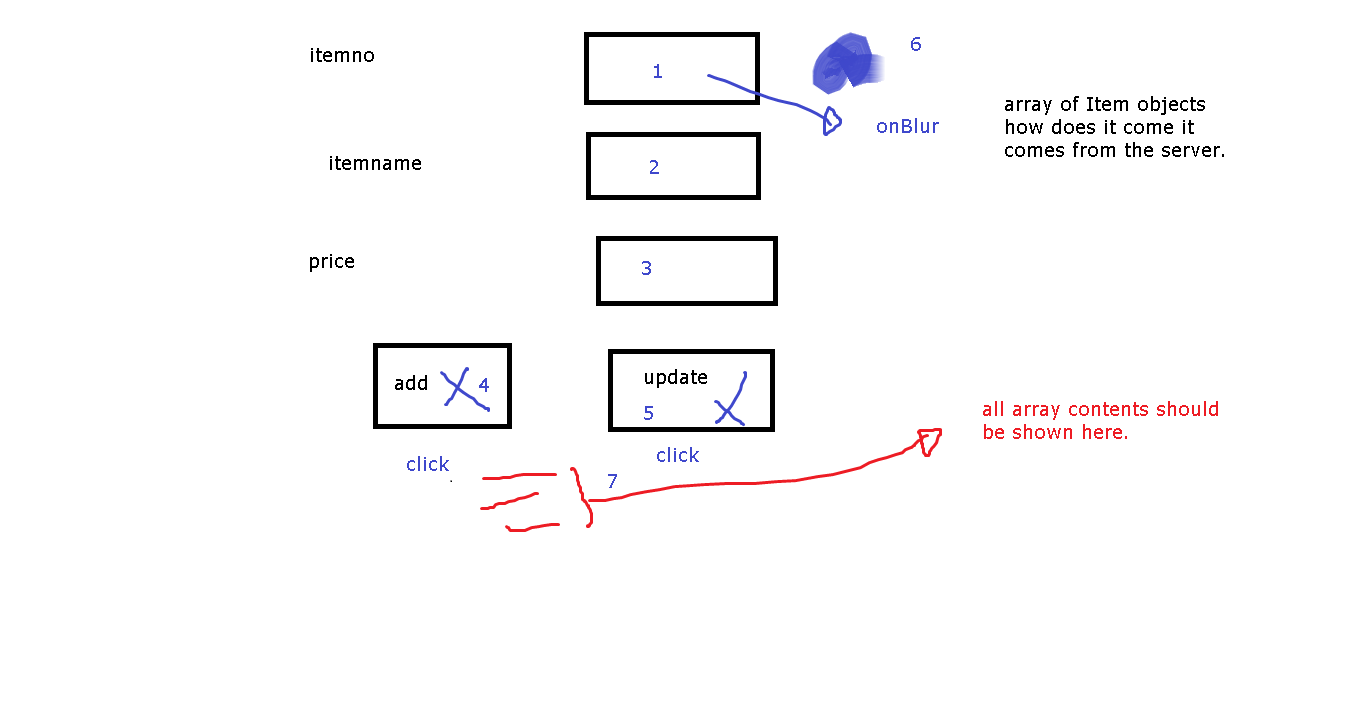 itemno
1
6
onBlur
array of Item objects
how does it come it
comes from the server.
itemname
2
price
3
add
4
update
5
click
click
all array contents should
be shown here.
7